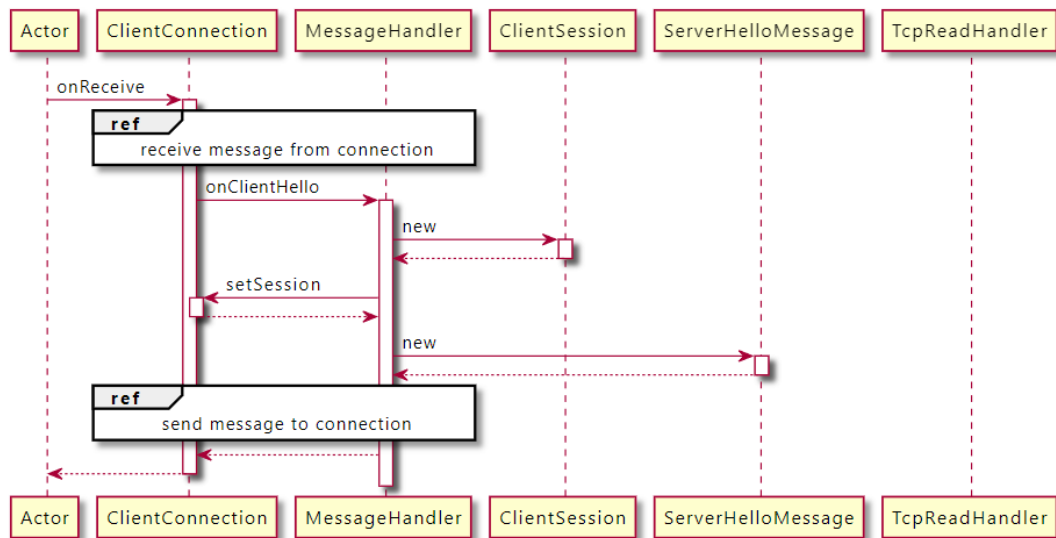 Actor ClientConnection MessageHandler ClientSession ServerHelloMessage TcpReadHandler
onReceive
ref
receive message from connection
onClientHello
new
setSession
new
ref
send message to connection
Actor ClientConnection MessageHandler ClientSession ServerHelloMessage TcpReadHandler